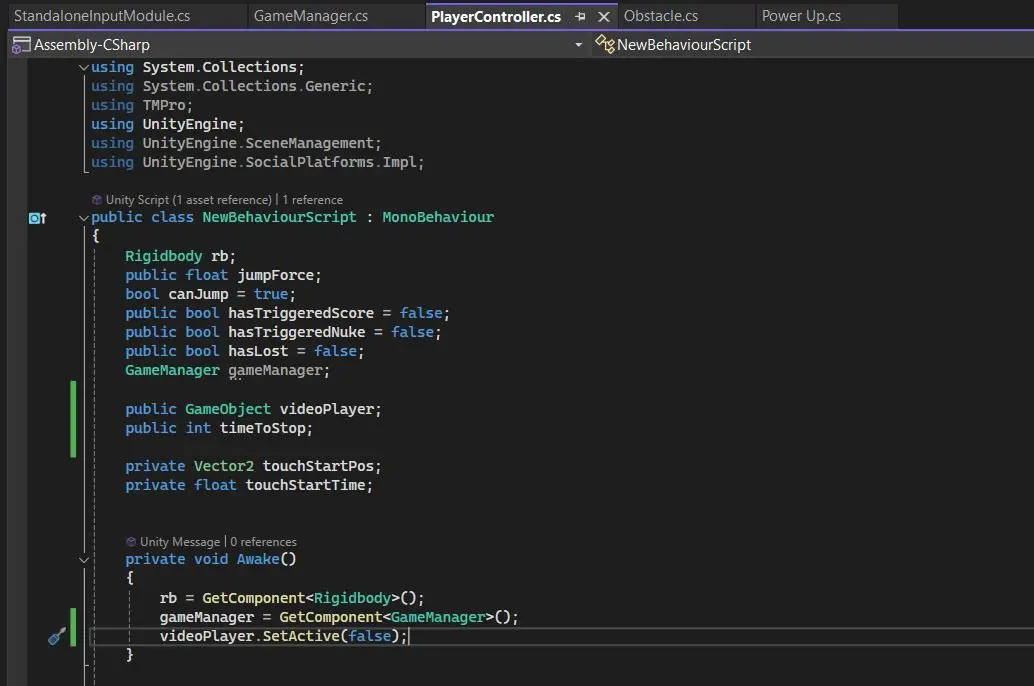 StandaloneInputModule.cs GameManager.cs PlayerController.cs Obstacle.cs Power Up.cs
Assembly-CSharp NewBehaviourScript
using System.Collections;
using System.Collections.Generic;
using TMPro;
using UnityEngine;
using UnityEngine.SceneManagement;
using UnityEngine.SocialPlatforms.Impl;
Unity Script (1 asset reference) | 1 reference
public class NewBehaviourScript : MonoBehaviour
{
Rigidbody rb;
public float jumpForce;
bool canJump = true;
public bool hasTriggeredScore = false;
public bool hasTriggeredNuke = false;
public bool hasLost = false;
GameManager gameManager;
public GameObject videoPlayer;
public int timeToStop;
private Vector2 touchStartPos;
private float touchStartTime;
Unity Message | 0 references
private void Awake()
{
rb = GetComponent<Rigidbody>();
gameManager = GetComponent<GameManager>();
videoPlayer.SetActive(false);
}